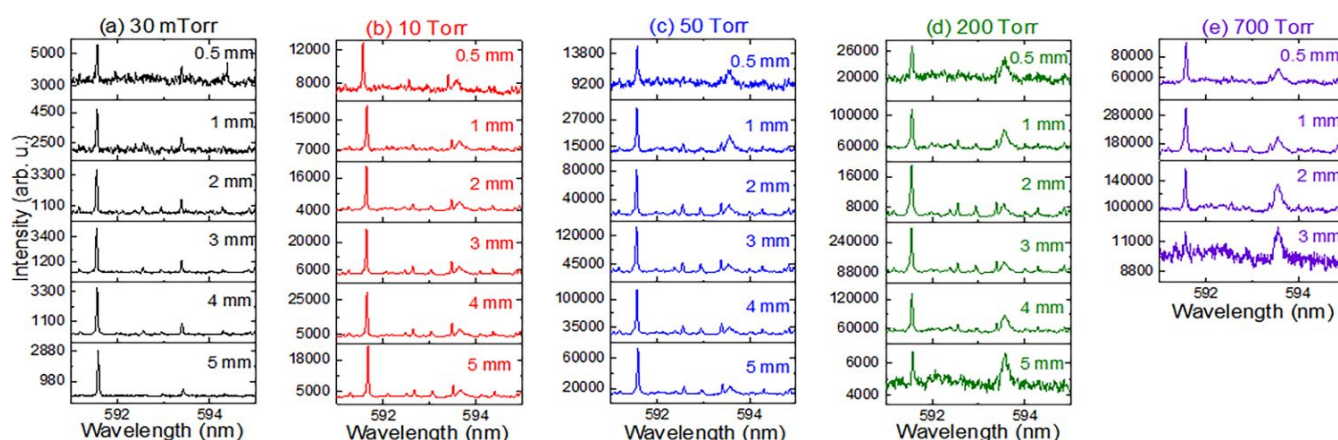 (a) 30 mTorr
(b) 10 Torr
(c) 50 Torr
(d) 200 Torr
(e) 700 Torr
Intensity (arb. u.)
5000
3000
0.5 mm
4500
2500
1 mm
3300
1100
2 mm
3400
1200
3 mm
3300
1100
4 mm
2880
980
5 mm
592
594
Wavelength (nm)
12000
8000
0.5 mm
15000
7000
1 mm
16000
4000
2 mm
20000
6000
3 mm
25000
5000
4 mm
18000
5000
5 mm
592
594
Wavelength (nm)
13800
9200
0.5 mm
27000
15000
1 mm
80000
40000
2 mm
120000
45000
3 mm
100000
35000
4 mm
60000
20000
5 mm
592
594
Wavelength (nm)
26000
20000
0.5 mm
100000
60000
1 mm
18000
8000
2 mm
240000
88000
3 mm
120000
60000
4 mm
6000
4000
5 mm
592
594
Wavelength (nm)
80000
60000
0.5 mm
280000
180000
1 mm
140000
100000
2 mm
11000
8800
3 mm
592
594
Wavelength (nm)